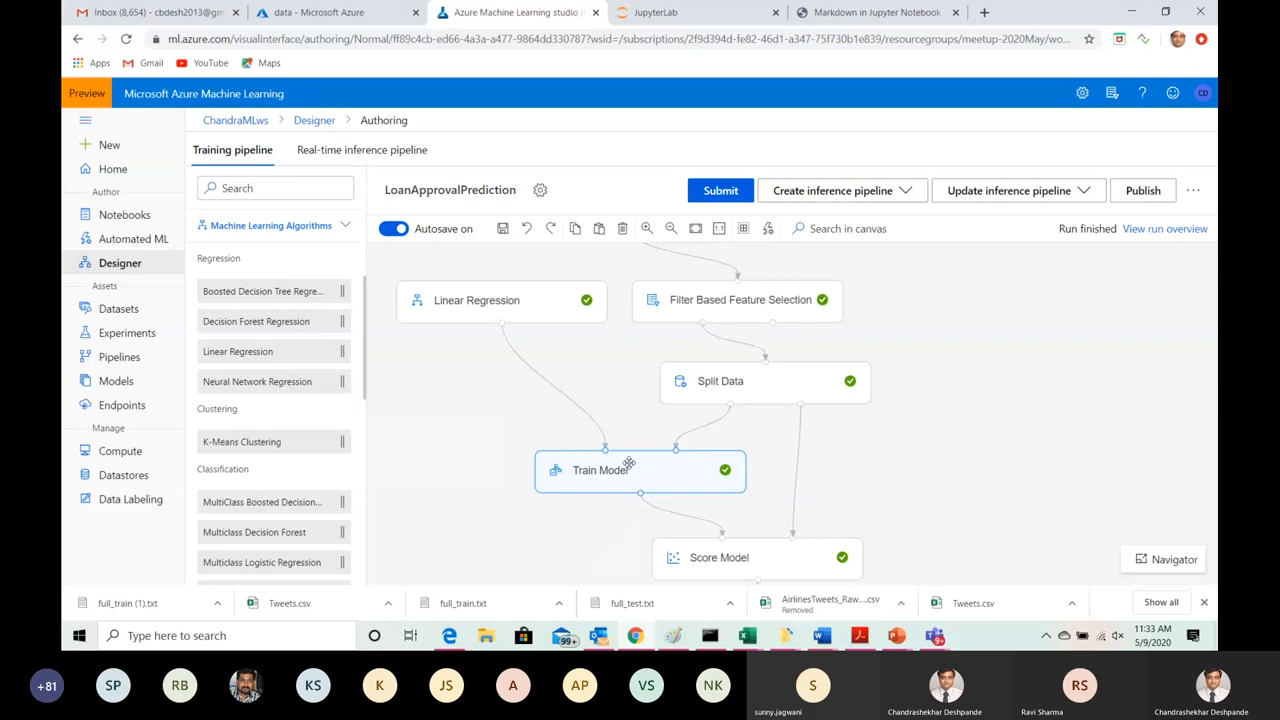 Inbox (8,654) - cbdesh2013@gm
data - Microsoft Azure
Azure Machine Learning studio (
JupyterLab
Markdown in Jupyter Notebook
ml.azure.com/visualinterface/authoring/Normal/ff89c4cb-ed66-4a3a-a477-9864dd330787?wsid=/subscriptions/2f9d394d-fe82-46d1-a347-75f730b1e839/resourcegroups/meetup-2020May/wo...
Apps
Gmail
YouTube
Maps
Preview
Microsoft Azure Machine Learning
CD
ChandraMLws > Designer > Authoring
Training pipeline
Real-time inference pipeline
New
Home
Author
Notebooks
Automated ML
Designer
Assets
Datasets
Experiments
Pipelines
Models
Endpoints
Manage
Compute
Datastores
Data Labeling
Search
Machine Learning Algorithms
Regression
Boosted Decision Tree Regre...
Decision Forest Regression
Linear Regression
Neural Network Regression
Clustering
K-Means Clustering
Classification
MultiClass Boosted Decision...
Multiclass Decision Forest
Multiclass Logistic Regression
LoanApprovalPrediction
Submit
Create inference pipeline
Update inference pipeline
Publish
...
Autosave on
1:1
Search in canvas
Run finished
View run overview
Linear Regression
Filter Based Feature Selection
Split Data
Train Model
Score Model
Navigator
full_train (1).txt
Tweets.csv
full_train.txt
full_test.txt
AirlinesTweets_Raw....csv
Removed
Tweets.csv
Show all
Type here to search
99+
9+
11:33 AM
5/9/2020
+81
SP
RB
KS
K
JS
A
AP
VS
NK
S
RS
sunny.jagwani
Chandrashekhar Deshpande
Ravi Sharma
Chandrashekhar Deshpande